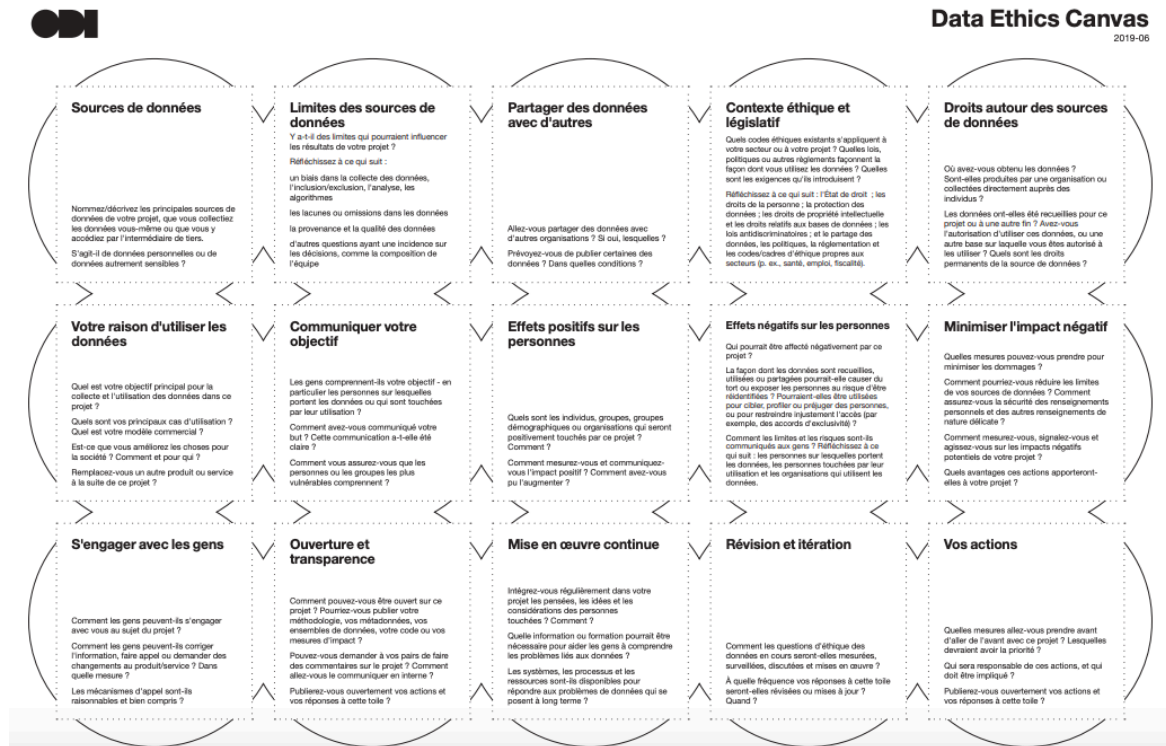 ODI
Data Ethics Canvas
2019-06
Sources de données
Nommez/décrivez les principales sources de
données de votre projet, que vous collectiez
les données vous-même ou que vous y
accédiez par l'intermédiaire de tiers.
S'agit-il de données personnelles ou de
données autrement sensibles ?
Limites des sources de
données
Y a-t-il des limites qui pourraient influencer
les résultats de votre projet ?
Réfléchissez à ce qui suit :
un biais dans la collecte des données,
l'inclusion/exclusion, l'analyse, les
algorithmes
les lacunes ou omissions dans les données
la provenance et la qualité des données
d'autres questions ayant une incidence sur
les décisions, comme la composition de
l'équipe
Partager des données
avec d'autres
Allez-vous partager des données avec
d'autres organisations ? Si oui, lesquelles ?
Prévoyez-vous de publier certaines des
données ? Dans quelles conditions ?
Contexte éthique et
législatif
Quels codes éthiques existants s'appliquent à
votre secteur ou à votre projet ? Quelles lois,
politiques ou autres règlements façonnent la
façon dont vous utilisez les données ? Quelles
sont les exigences qu'ils introduisent ?
Réfléchissez à ce qui suit : l'État de droit ; les
droits de la personne ; la protection des
données ; les droits de propriété intellectuelle
et les droits relatifs aux bases de données ; les
lois antidiscriminatoires ; et le partage des
données, les politiques, la réglementation et
les codes/cadres d'éthique propres aux
secteurs (p. ex., santé, emploi, fiscalité).
Droits autour des sources
de données
Où avez-vous obtenu les données ?
Sont-elles produites par une organisation ou
collectées directement auprès des
individus ?
Les données ont-elles été recueillies pour ce
projet ou à une autre fin ? Avez-vous
l'autorisation d'utiliser ces données, ou une
autre base sur laquelle vous êtes autorisé à
les utiliser ? Quels sont les droits
permanents de la source de données ?
Votre raison d'utiliser les
données
Quel est votre objectif principal pour la
collecte et l'utilisation des données dans ce
projet ?
Quels sont vos principaux cas d'utilisation ?
Quel est votre modèle commercial ?
Est-ce que vous améliorez les choses pour
la société ? Comment et pour qui ?
Remplacez-vous un autre produit ou service
à la suite de ce projet ?
Communiquer votre
objectif
Les gens comprennent-ils votre objectif - en
particulier les personnes sur lesquelles
portent les données ou qui sont touchées
par leur utilisation ?
Comment avez-vous communiqué votre
but ? Cette communication a-t-elle été
claire ?
Comment vous assurez-vous que les
personnes ou les groupes les plus
vulnérables comprennent ?
Effets positifs sur les
personnes
Quels sont les individus, groupes, groupes
démographiques ou organisations qui seront
positivement touchés par ce projet ?
Comment ?
Comment mesurez-vous et communiquez-
vous l'impact positif ? Comment avez-vous
pu l'augmenter ?
Effets négatifs sur les personnes
Qui pourrait être affecté négativement par ce
projet ?
La façon dont les données sont recueillies,
utilisées ou partagées pourrait-elle causer du
tort ou exposer les personnes au risque d'être
réidentifiées ? Pourraient-elles être utilisées
pour cibler, profiler ou préjuger des personnes,
ou pour restreindre injustement l'accès (par
exemple, des accords d'exclusivité) ?
Comment les limites et les risques sont-ils
communiqués aux gens ? Réfléchissez à ce
qui suit : les personnes sur lesquelles portent
les données, les personnes touchées par leur
utilisation et les organisations qui utilisent les
données.
Minimiser l'impact négatif
Quelles mesures pouvez-vous prendre pour
minimiser les dommages ?
Comment pourriez-vous réduire les limites
de vos sources de données ? Comment
assurez-vous la sécurité des renseignements
personnels et des autres renseignements de
nature délicate ?
Comment mesurez-vous, signalez-vous et
agissez-vous sur les impacts négatifs
potentiels de votre projet ?
Quels avantages ces actions apporteront-
elles à votre projet ?
S'engager avec les gens
Comment les gens peuvent-ils s'engager
avec vous au sujet du projet ?
Comment les gens peuvent-ils corriger
l'information, faire appel ou demander des
changements au produit/service ? Dans
quelle mesure ?
Les mécanismes d'appel sont-ils
raisonnables et bien compris ?
Ouverture et
transparence
Comment pouvez-vous être ouvert sur ce
projet ? Pourriez-vous publier votre
méthodologie, vos métadonnées, vos
ensembles de données, votre code ou vos
mesures d'impact ?
Pouvez-vous demander à vos pairs de faire
des commentaires sur le projet ? Comment
allez-vous le communiquer en interne ?
Publierez-vous ouvertement vos actions et
vos réponses à cette toile ?
Mise en œuvre continue
Intégrez-vous régulièrement dans votre
projet les pensées, les idées et les
considérations des personnes
touchées ? Comment ?
Quelle information ou formation pourrait être
nécessaire pour aider les gens à comprendre
les problèmes liés aux données ?
Les systèmes, les processus et les
ressources sont-ils disponibles pour
répondre aux problèmes de données qui se
posent à long terme ?
Révision et itération
Comment les questions d'éthique des
données en cours seront-elles mesurées,
surveillées, discutées et mises en œuvre ?
À quelle fréquence vos réponses à cette toile
seront-elles révisées ou mises à jour ?
Quand ?
Vos actions
Quelles mesures allez-vous prendre avant
d'aller de l'avant avec ce projet ? Lesquelles
devraient avoir la priorité ?
Qui sera responsable de ces actions, et qui
doit être impliqué ?
Publierez-vous ouvertement vos actions et
vos réponses à cette toile ?